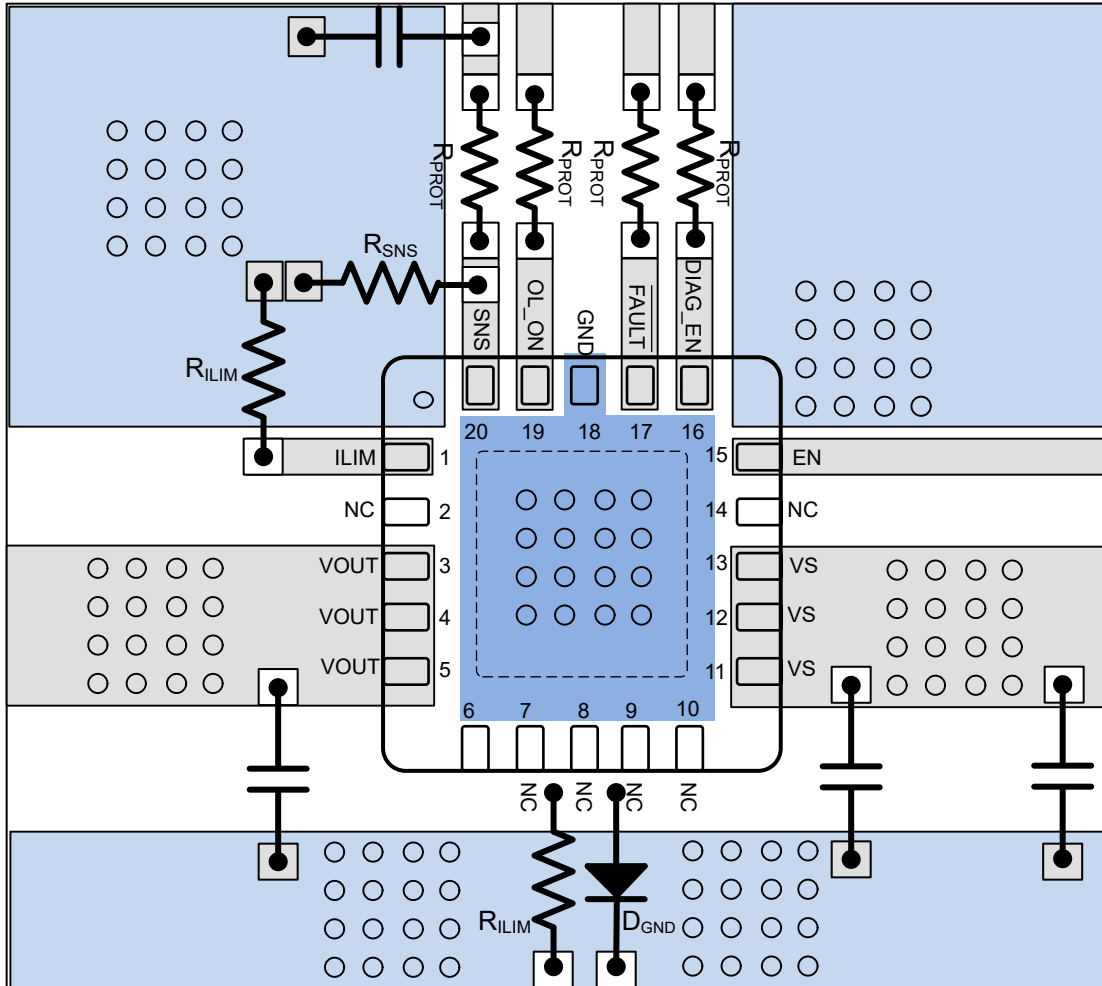 RPROT
RPROT
RPROT
RPROT
RSNS
RILIM
SNS
OL_ON
GND
FAULT
DIAG_EN
20
19
18
17
16
ILIM
1
15
EN
NC
2
14
NC
VOUT
3
13
VS
VOUT
4
12
VS
VOUT
5
11
VS
6
7
8
9
10
NC
NC
NC
NC
RILIM
DGND